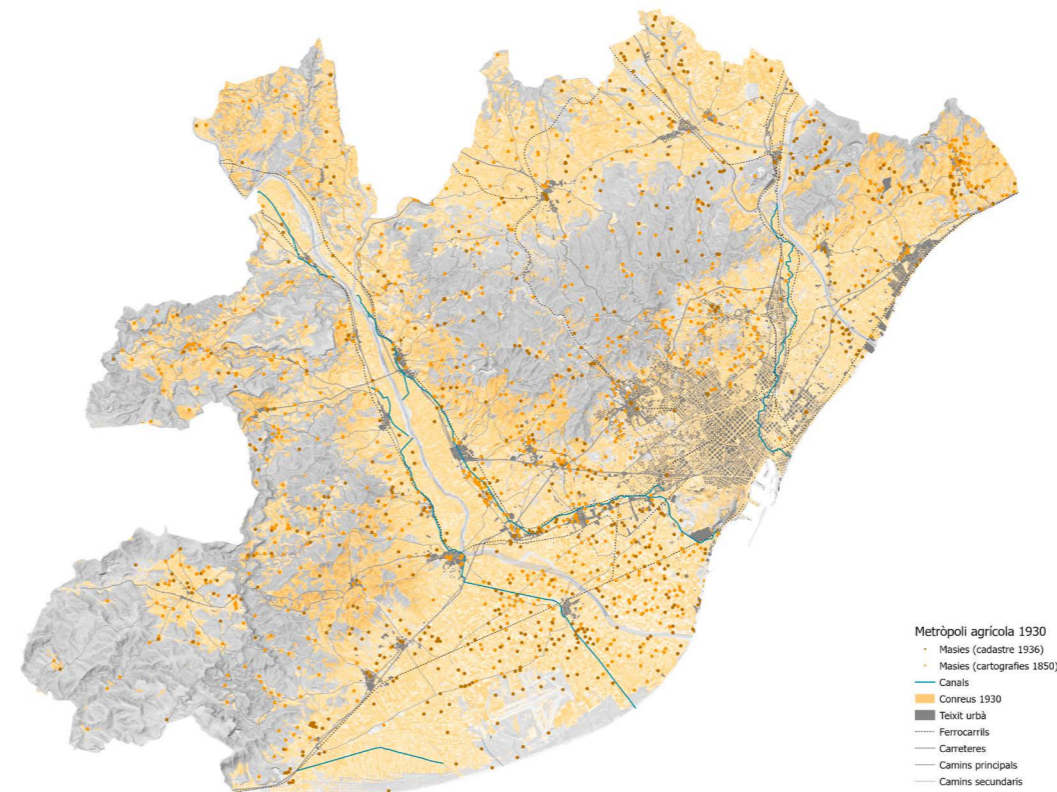 Metròpoli agrícola 1930
Masies (cadastre 1936)
Masies (cartografies 1850)
Canals
Conreus 1930
Teixit urbà
Ferrocarrils
Carreteres
Camins principals
Camins secundaris